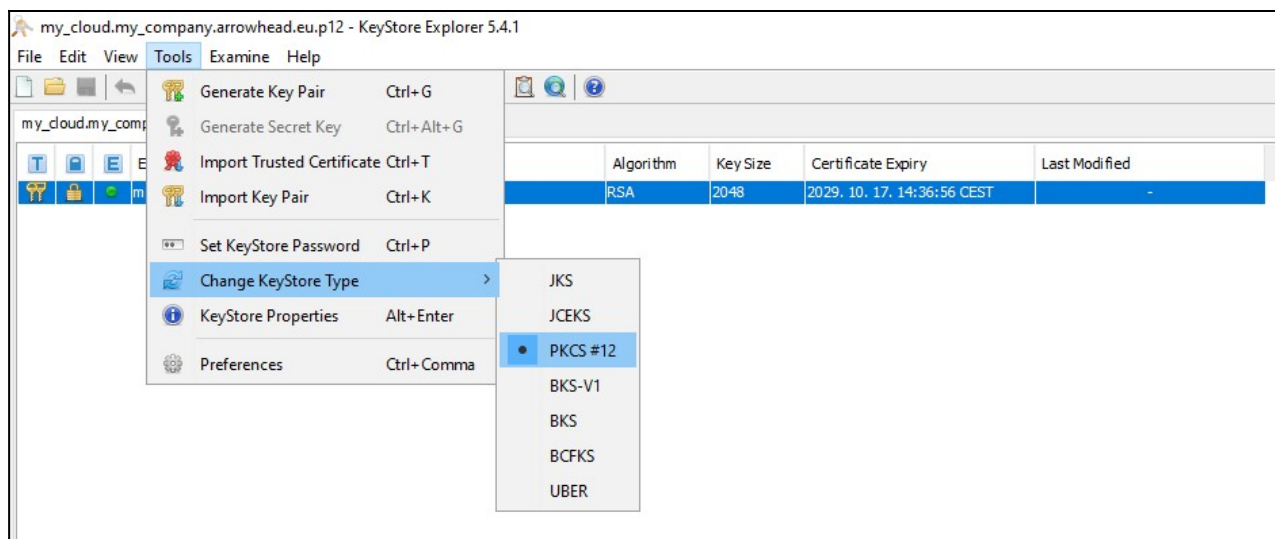 my_cloud.my_company.arrowhead.eu.p12 - KeyStore Explorer 5.4.1
File Edit View Tools Examine Help
my_cloud.my_comp
T E E Algorithm Key Size Certificate Expiry Last Modified
m RSA 2048 2029. 10. 17. 14:36:56 CEST -
Generate Key Pair Ctrl+G
Generate Secret Key Ctrl+Alt+G
Import Trusted Certificate Ctrl+T
Import Key Pair Ctrl+K
Set KeyStore Password Ctrl+P
Change KeyStore Type >
KeyStore Properties Alt+Enter
Preferences Ctrl+Comma
JKS
JCEKS
PKCS #12
BKS-V1
BKS
BCFKS
UBER